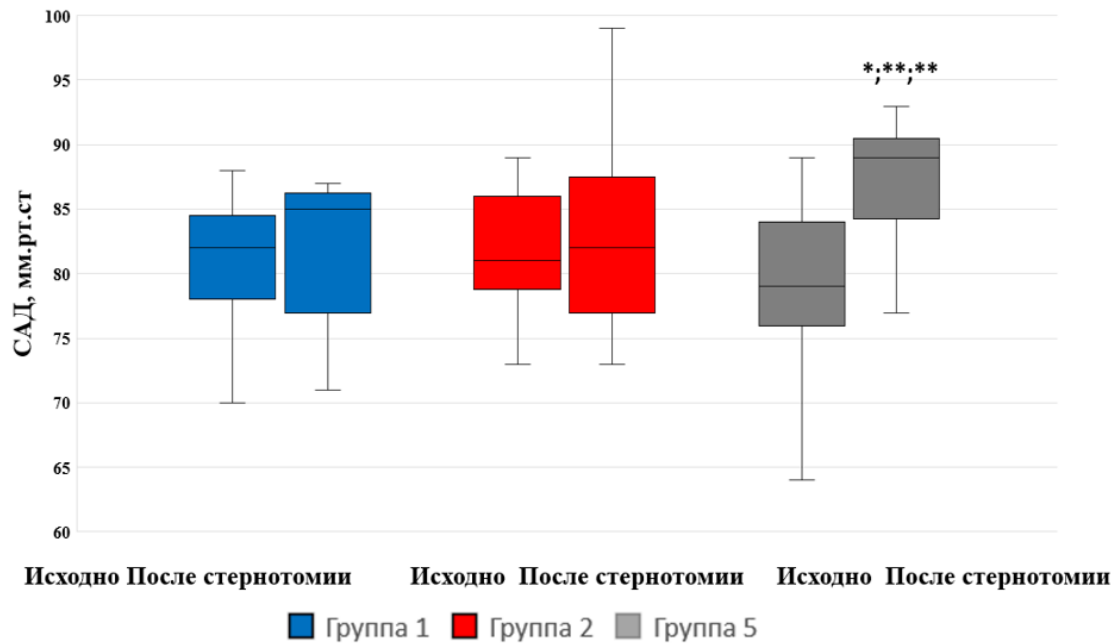 100
*;**;**
95
90
85
80
75
70
65
60
САД, мм.рт.ст
Исходно После стернотомии
Исходно После стернотомии
Исходно После стернотомии
Группа 1 Группа 2 Группа 5